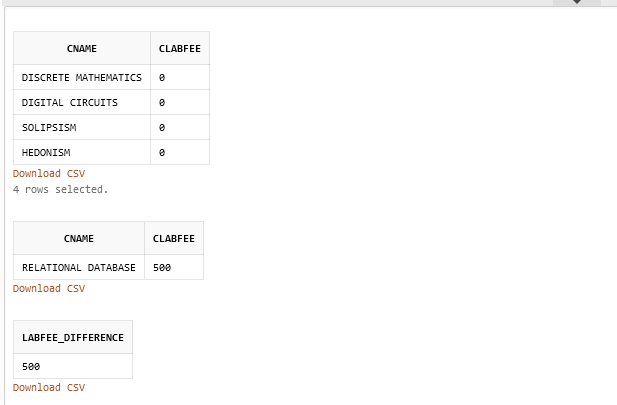 CNAME CLABFEE
DISCRETE MATHEMATICS 0
DIGITAL CIRCUITS 0
SOLIPSISM 0
HEDONISM 0
Download CSV
4 rows selected.
CNAME CLABFEE
RELATIONAL DATABASE 500
Download CSV
LABFEE_DIFFERENCE
500
Download CSV